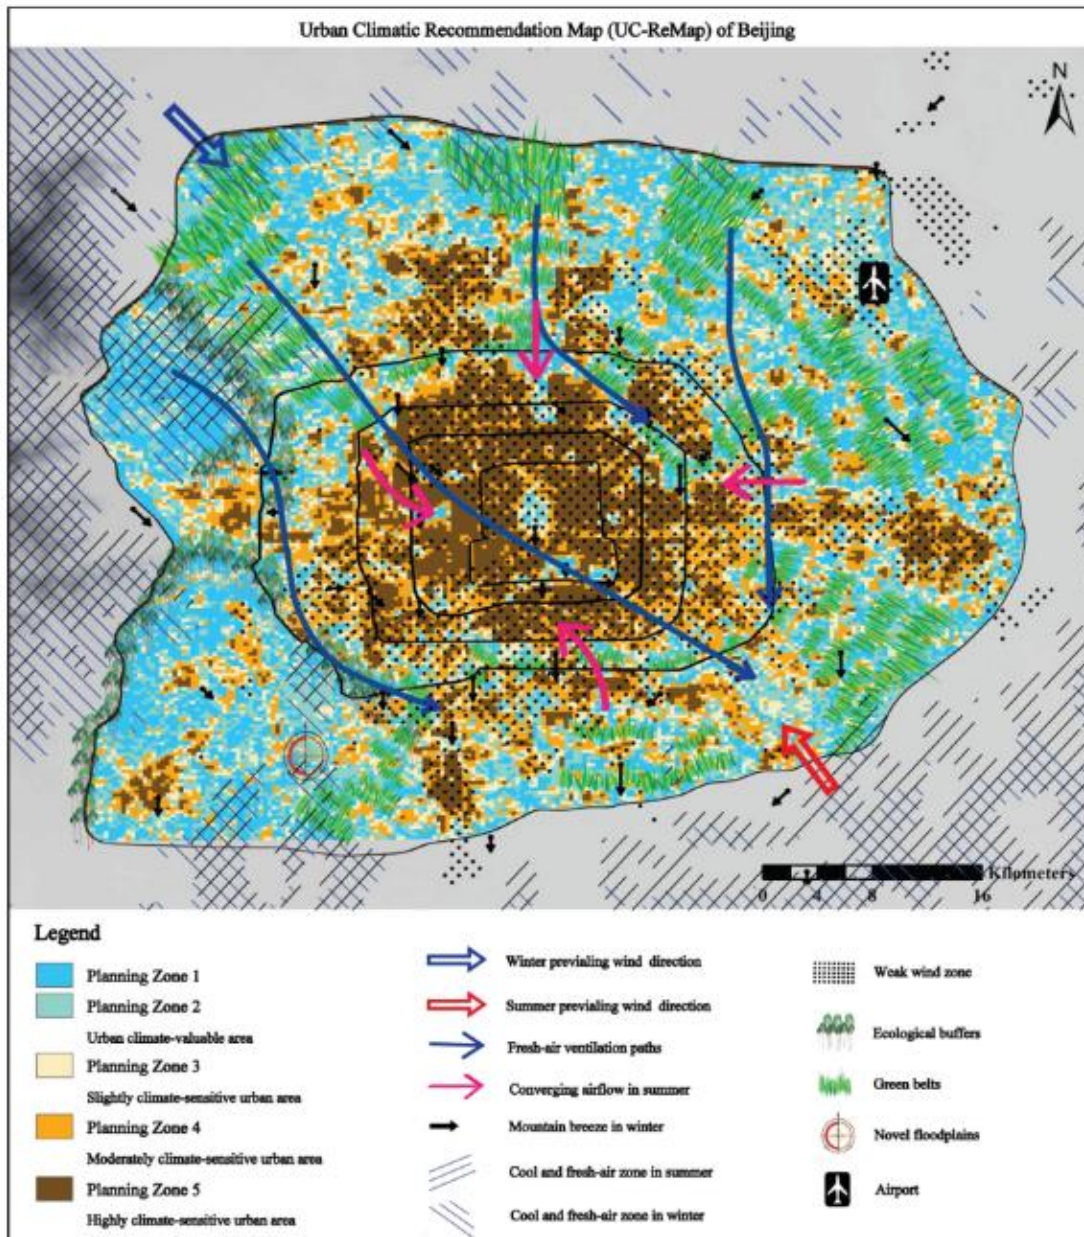 Urban Climatic Recommendation Map (UC-ReMap) of Beijing
N
Kilometers
0 4 8 16
Legend
Planning Zone 1
Planning Zone 2
Urban climate-valuable area
Planning Zone 3
Slightly climate-sensitive urban area
Planning Zone 4
Moderately climate-sensitive urban area
Planning Zone 5
Highly climate-sensitive urban area
Winter previaling wind direction
Summer previaling wind direction
Fresh-air ventilation paths
Converging airflow in summer
Mountain breeze in winter
Cool and fresh-air zone in summer
Cool and fresh-air zone in winter
Weak wind zone
Ecological buffers
Green belts
Novel floodplains
Airport